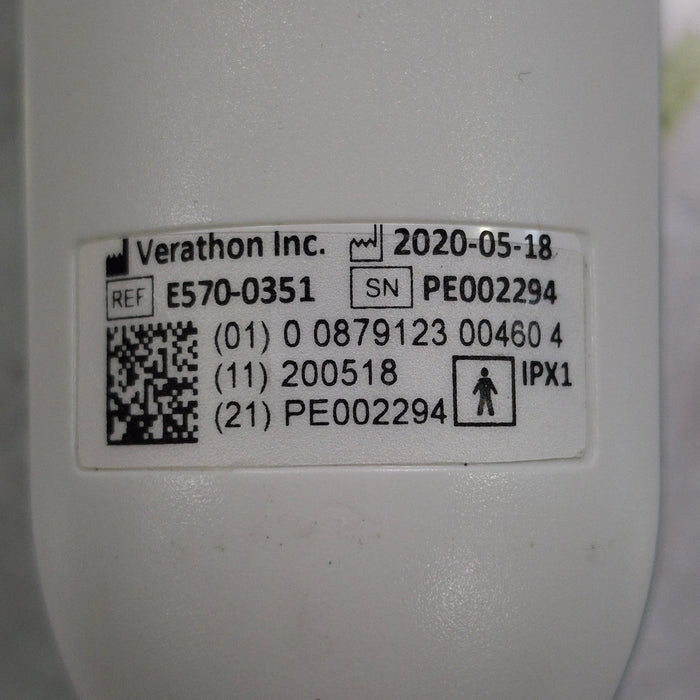 Verathon Inc. 2020-05-18
REF E570-0351 SN PE002294
(01) 0 0879123 00460 4
(11) 200518 IPX1
(21) PE002294